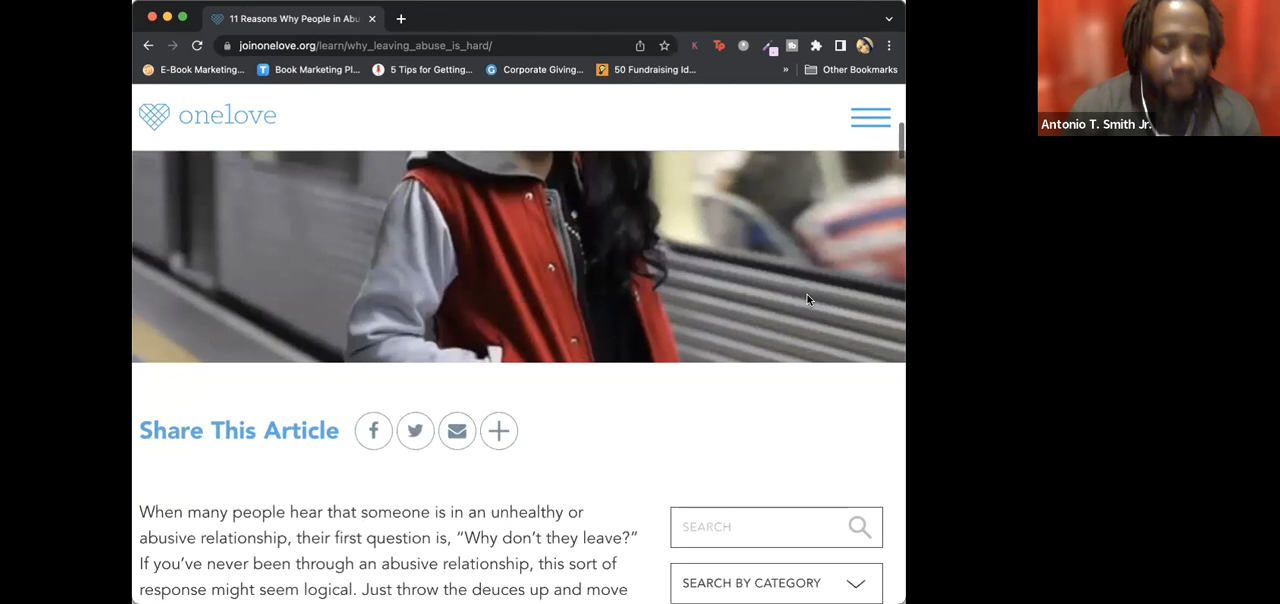 11 Reasons Why People in Abu
joinonelove.org/learn/why_leaving_abuse_is_hard/
E-Book Marketing...
Book Marketing Pl...
5 Tips for Getting...
Corporate Giving...
50 Fundraising Id...
»
Other Bookmarks
Antonio T. Smith Jr.
onelove
Share This Article
When many people hear that someone is in an unhealthy or
abusive relationship, their first question is, “Why don’t they leave?”
If you’ve never been through an abusive relationship, this sort of
response might seem logical. Just throw the deuces up and move
SEARCH
SEARCH BY CATEGORY